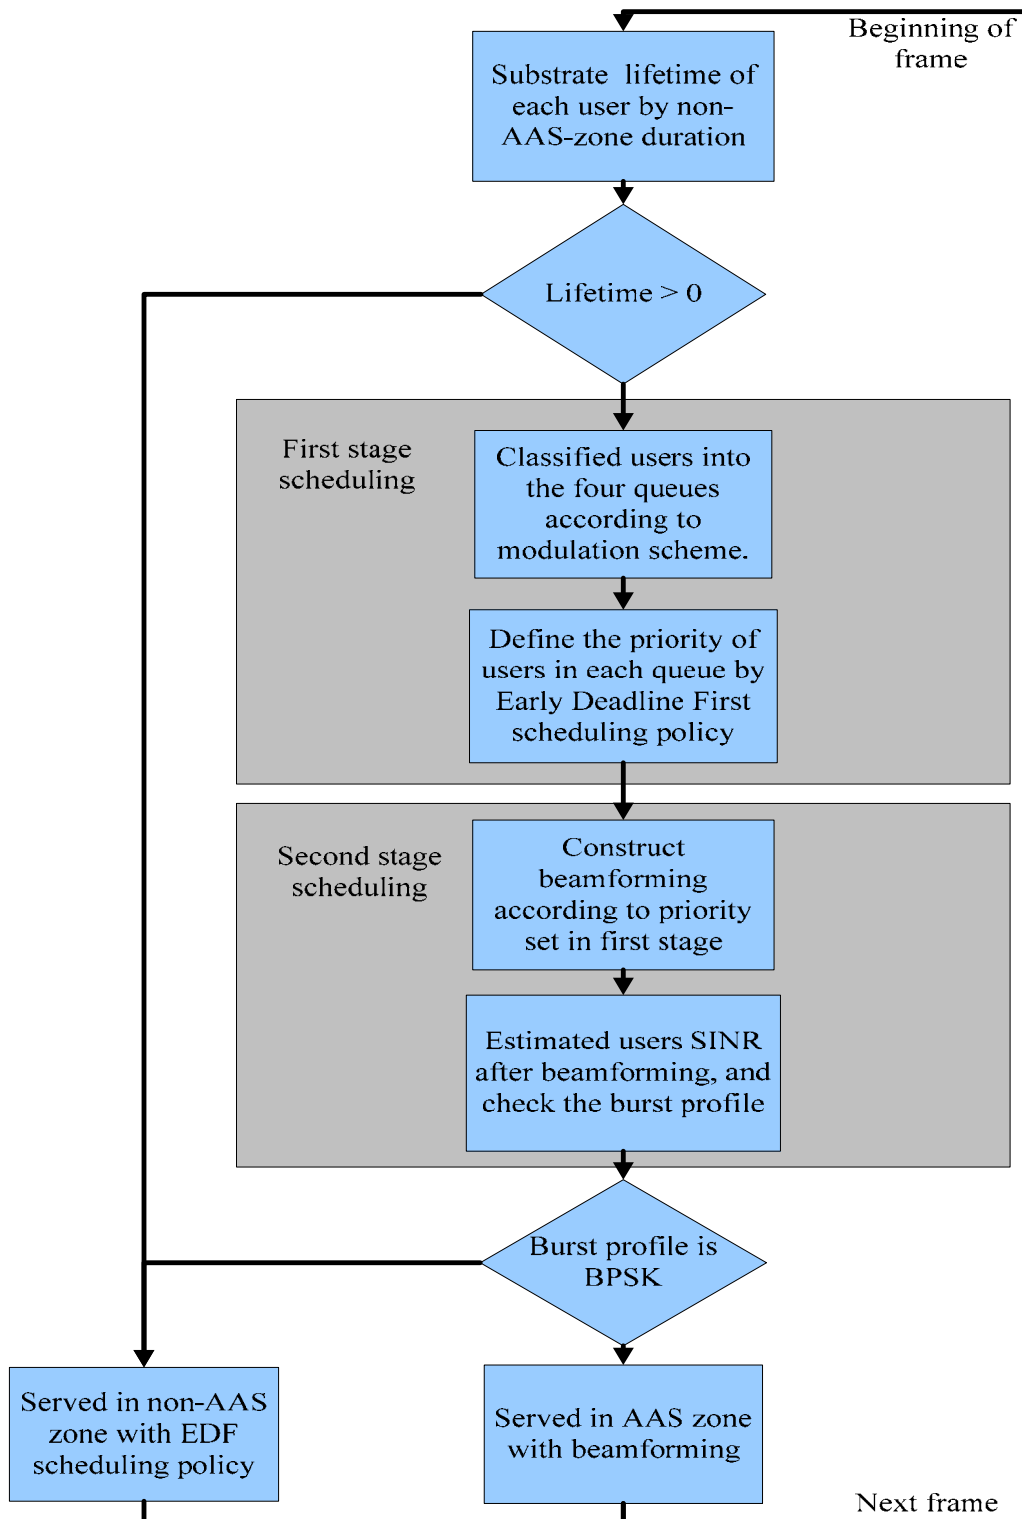 Beginning of
frame
Substrate lifetime of
each user by non-
AAS-zone duration
Lifetime > 0
First stage
scheduling
Classified users into
the four queues
according to
modulation scheme.
Define the priority of
users in each queue by
Early Deadline First
scheduling policy
Second stage
scheduling
Construct
beamforming
according to priority
set in first stage
Estimated users SINR
after beamforming, and
check the burst profile
Burst profile is
BPSK
Served in non-AAS
zone with EDF
scheduling policy
Served in AAS zone
with beamforming
Next frame